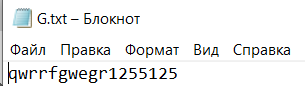 G.txt – Блокнот
Файл Правка Формат Вид Справка
qwrrfgwegr1255125